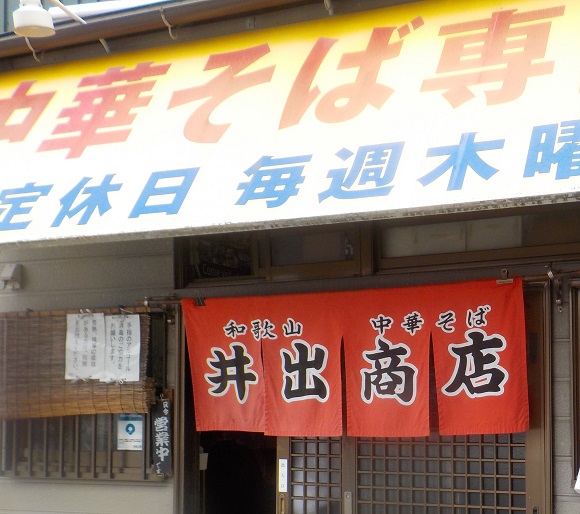 中華そば専
定休日 毎週木曜
和歌山 中華そば
井出商店
営業中